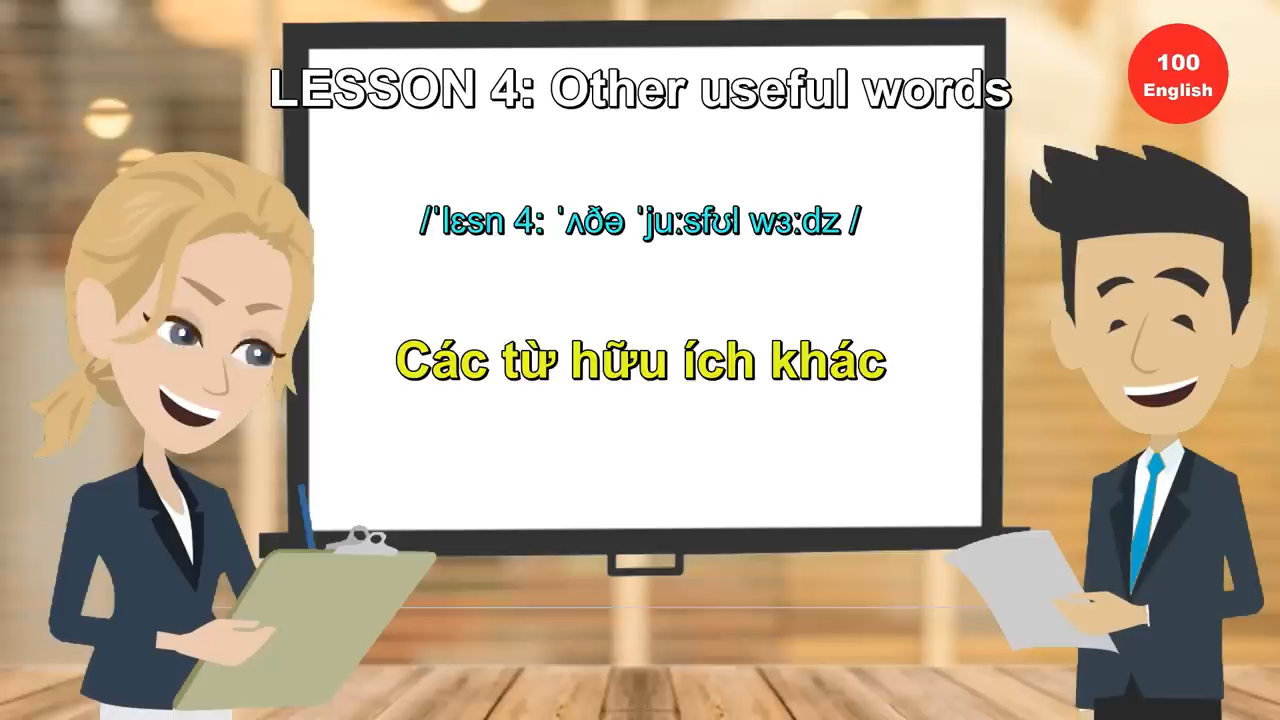 LESSON 4: Other useful words
100
English
/ˈlɛsn 4: ˈʌðə ˈjuːsfʊl wɜːdz /
Các từ hữu ích khác